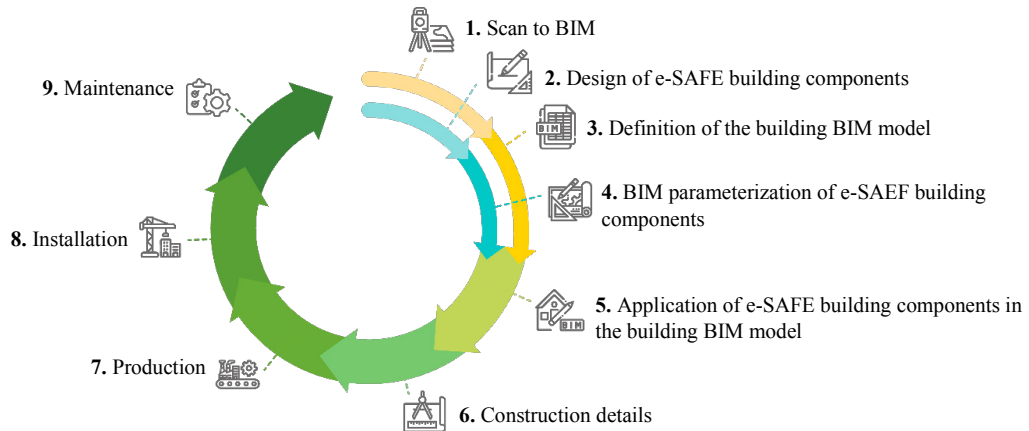 1. Scan to BIM
2. Design of e-SAFE building components
9. Maintenance
BIM
3. Definition of the building BIM model
4. BIM parameterization of e-SAEF building
components
8. Installation
5. Application of e-SAFE building components in
the building BIM model
BIM
7. Production
6. Construction details